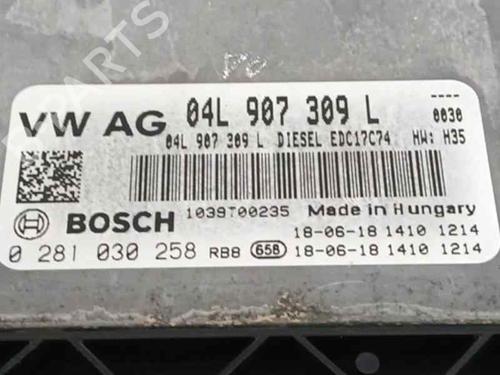 VW AG 04L 907 309 L 0030
04L 907 309 L DIESEL EDC17C74 HW: H35
BOSCH 1039T00235 Made in Hungary
18-06-18 1410 1214
0 281 030 258 RB8 658 18-06-18 1410 1214
PARTS